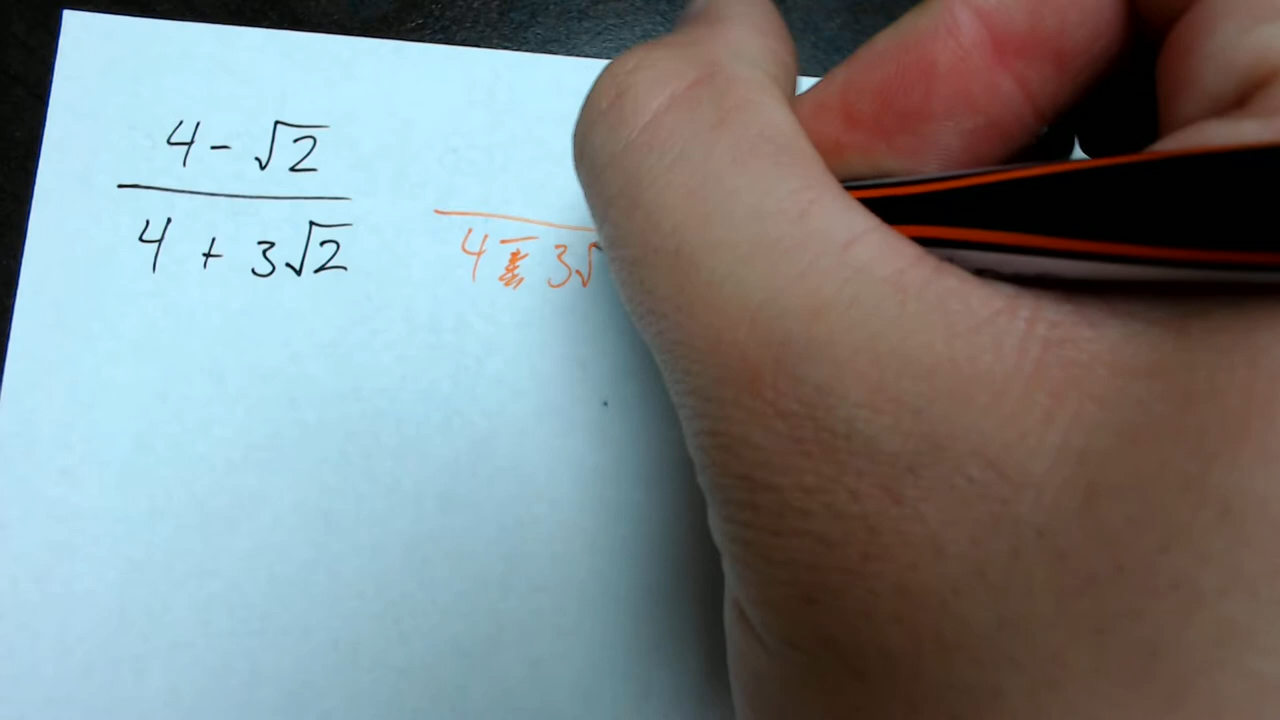 4 - √2
4 + 3√2
4 - 3√